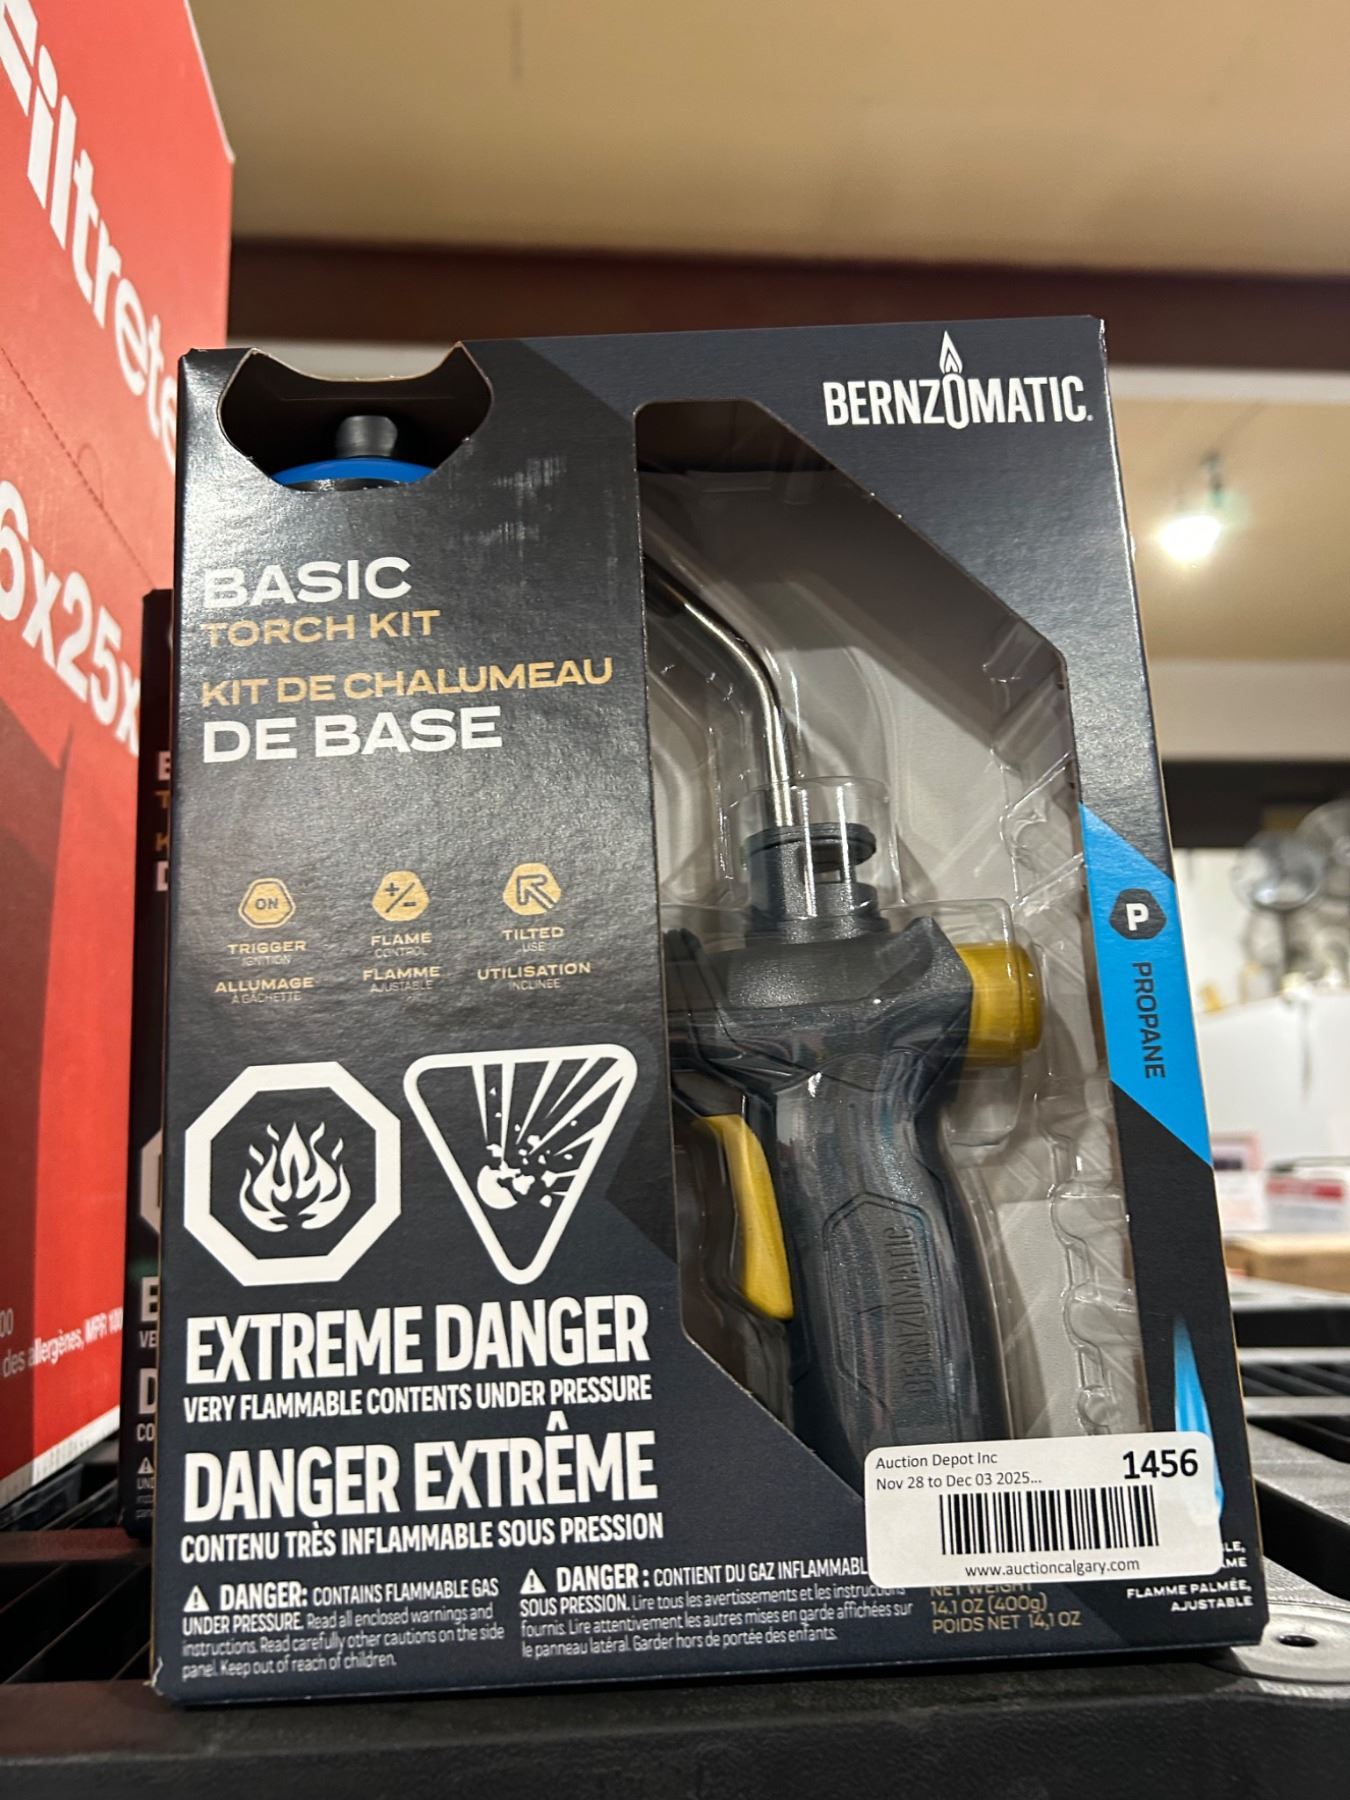 Filtrete
BERNZOMATIC
BASIC
TORCH KIT
KIT DE CHALUMEAU
DE BASE
ON
+/-
TRIGGER
IGNITION
ALLUMAGE
À GÂCHETTE
FLAME
CONTROL
FLAMME
AJUSTABLE
TILTED
USE
UTILISATION
INCLINÉE
P
PROPANE
BERNZOMATIC
EXTREME DANGER
VERY FLAMMABLE CONTENTS UNDER PRESSURE
DANGER EXTRÊME
CONTENU TRÈS INFLAMMABLE SOUS PRESSION
DANGER: CONTAINS FLAMMABLE GAS
UNDER PRESSURE. Read all enclosed warnings and
instructions. Read carefully other cautions on the side
panel. Keep out of reach of children.
DANGER : CONTIENT DU GAZ INFLAMMABL
SOUS PRESSION. Lire tous les avertissements et les instructions
fournis. Lire attentivement les autres mises en garde affichées sur
le panneau latéral. Garder hors de portée des enfants.
NET WEIGHT
14.1 OZ (400g)
POIDS NET 14,1 OZ
FLAMME PALMÉE,
AJUSTABLE
Auction Depot Inc
1456
Nov 28 to Dec 03 2025...
www.auctioncalgary.com
6x25x
des allergènes, MPR 100